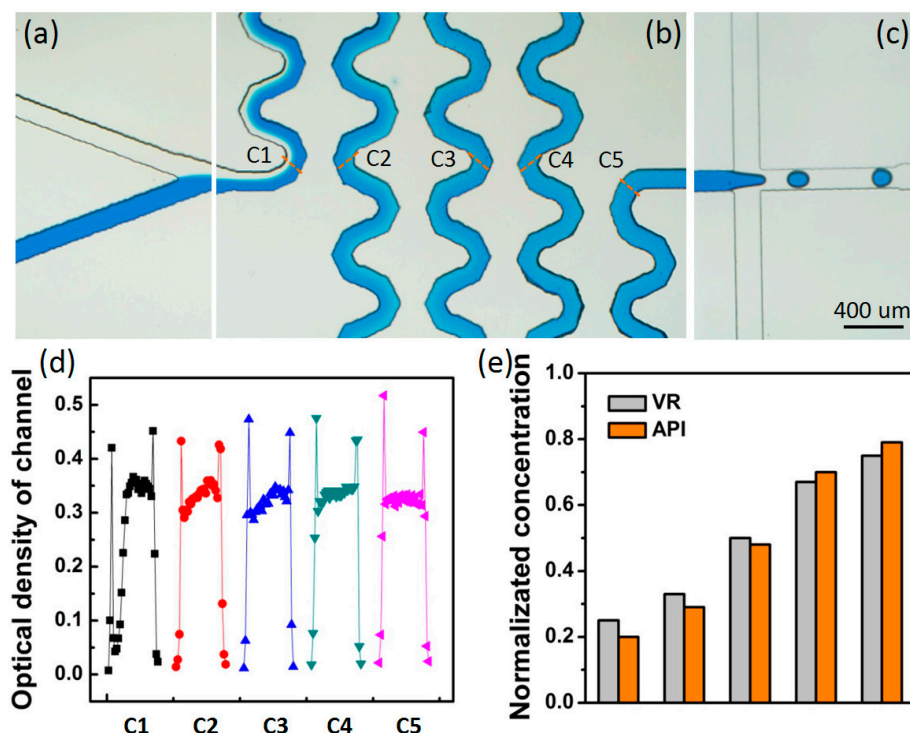 (a)
(b)
(c)
C1
C2
C3
C4
C5
400 um
(d)
Optical density of channel
0.5
0.4
0.3
0.2
0.1
0.0
C1 C2 C3 C4 C5
(e)
Normalizated concentration
1.0
0.8
0.6
0.4
0.2
0.0
VR
API